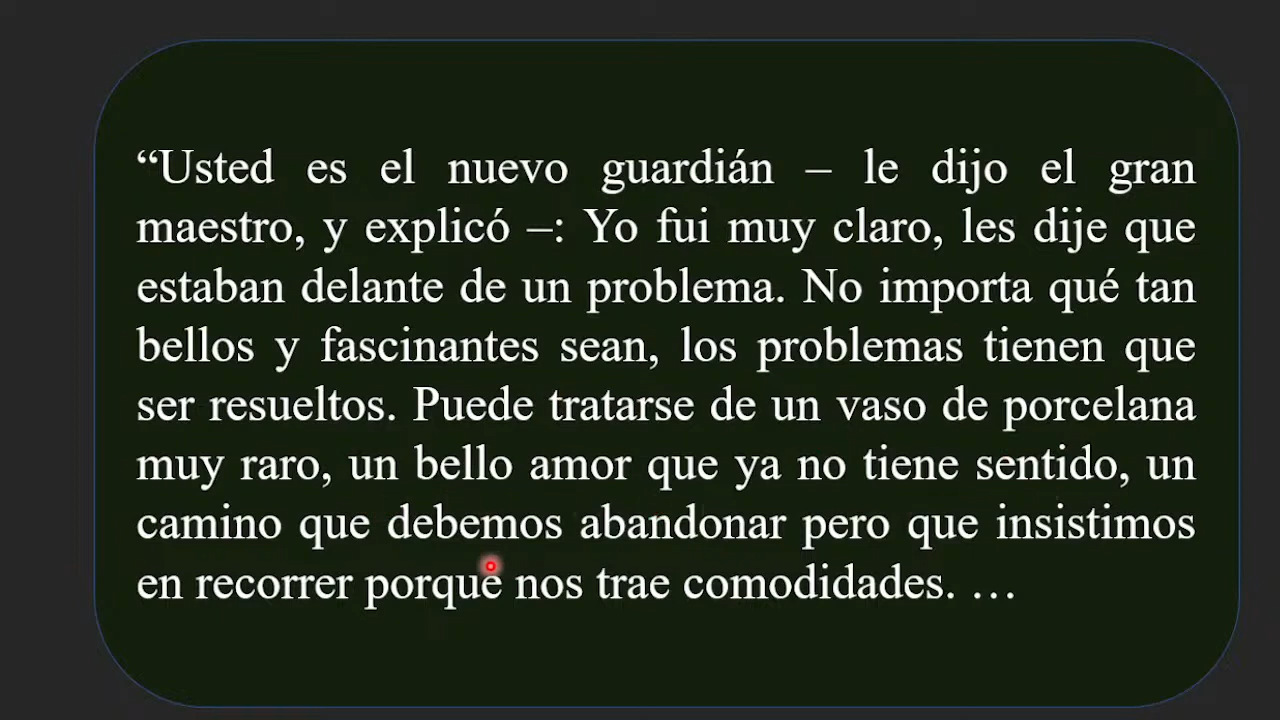 “Usted es el nuevo guardián – le dijo el gran
maestro, y explicó –: Yo fui muy claro, les dije que
estaban delante de un problema. No importa qué tan
bellos y fascinantes sean, los problemas tienen que
ser resueltos. Puede tratarse de un vaso de porcelana
muy raro, un bello amor que ya no tiene sentido, un
camino que debemos abandonar pero que insistimos
en recorrer porque nos trae comodidades. …